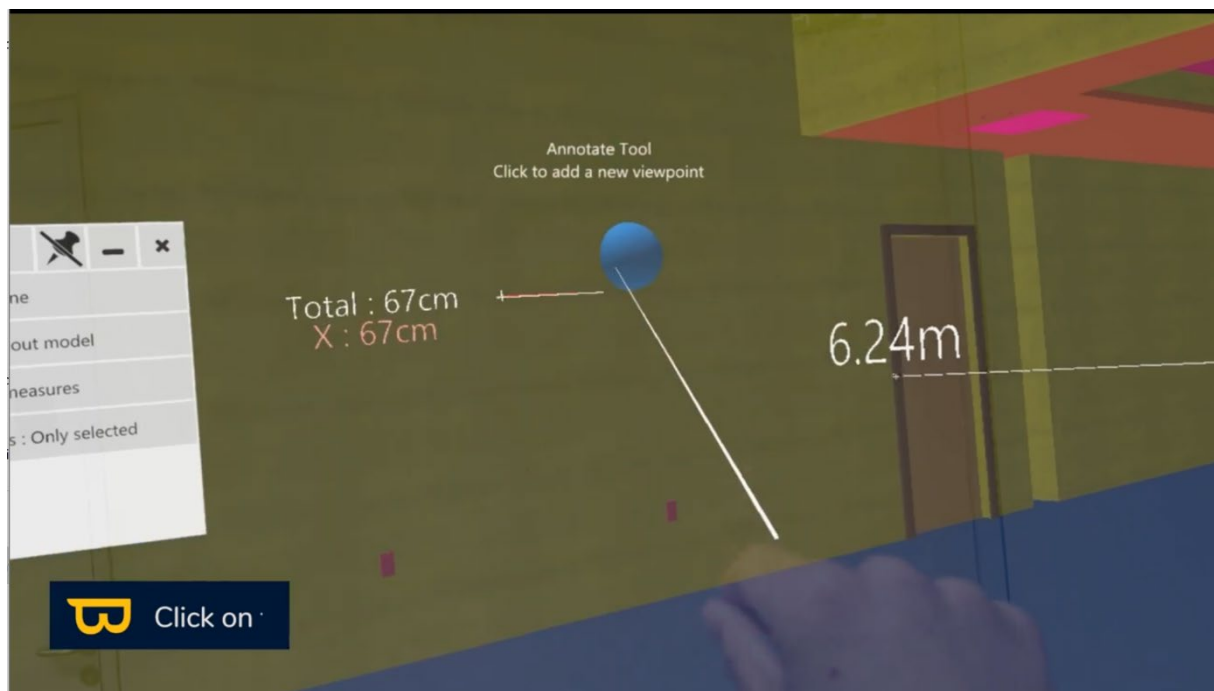 Annotate Tool
Click to add a new viewpoint
ne
out model
Total : 67cm
X : 67cm
6.24m
neasures
s : Only selected
Click on